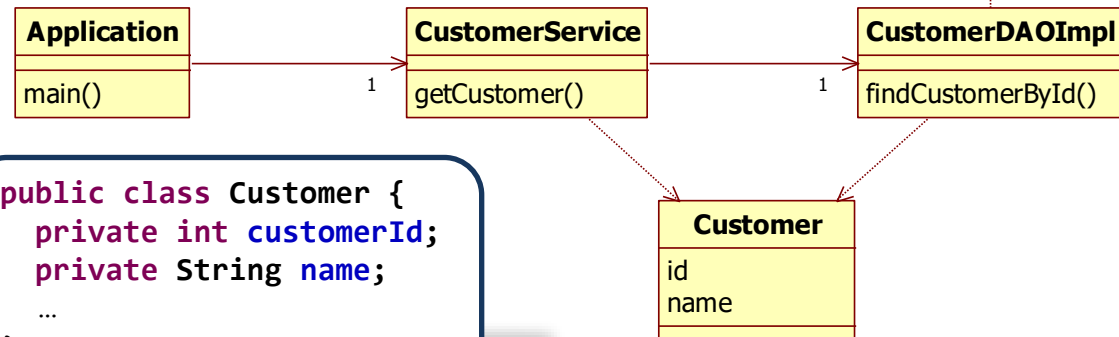 Application
main()
1
CustomerService
getCustomer()
1
CustomerDAOImpl
findCustomerById()
public class Customer {
private int customerId;
private String name;
…
Customer
id
name